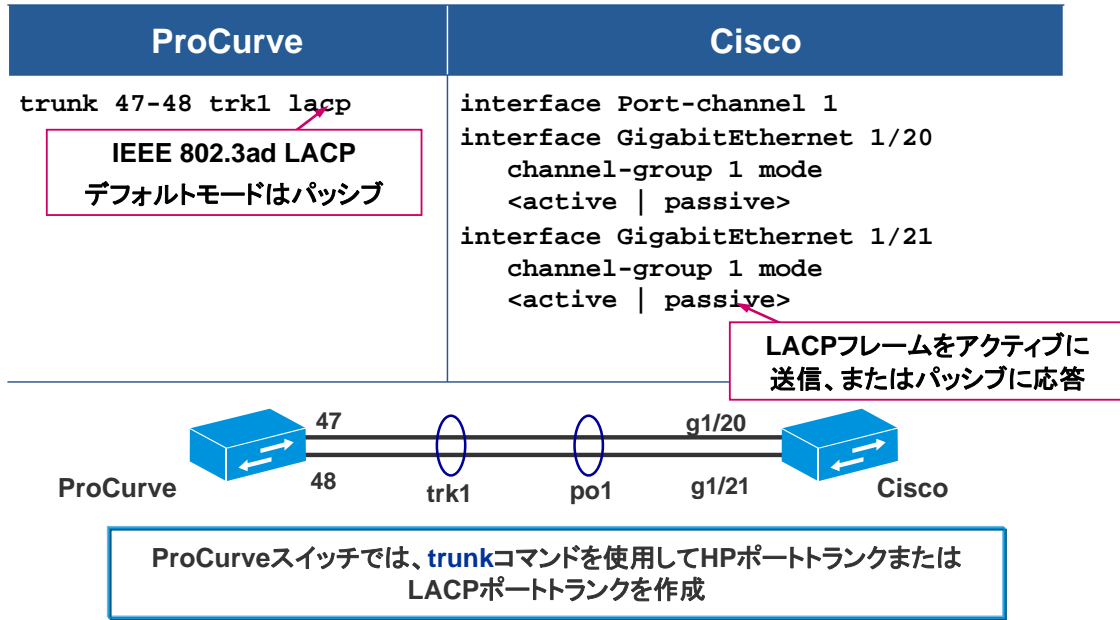 ProCurve
Cisco
trunk 47-48 trk1 lacp
IEEE 802.3ad LACP
デフォルトモードはパッシブ
interface Port-channel 1
interface GigabitEthernet 1/20
channel-group 1 mode
<active | passive>
interface GigabitEthernet 1/21
channel-group 1 mode
<active | passive>
LACPフレームをアクティブに
送信、またはパッシブに応答
47
g1/20
ProCurve
48
trk1
po1
g1/21
Cisco
ProCurveスイッチでは、trunkコマンドを使用してHPポートトランクまたは
LACPポートトランクを作成